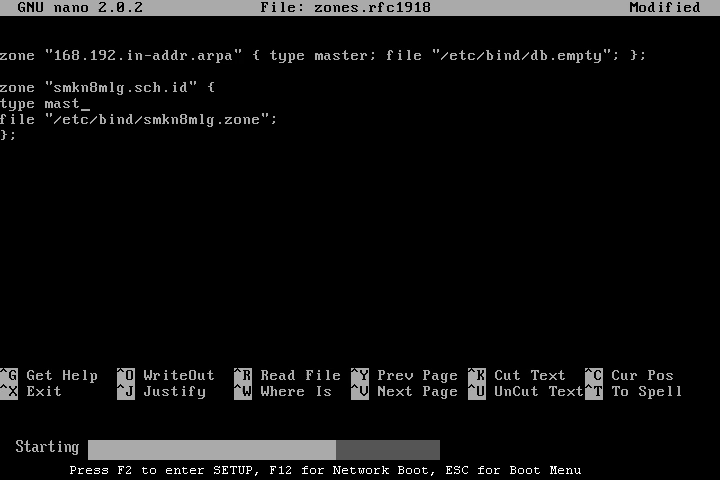 GNU nano 2.0.2 File: zones.rfc1918 Modified
zone "168.192.in-addr.arpa" { type master; file "/etc/bind/db.empty"; };
zone "smkn8mlg.sch.id" {
type mast_
file "/etc/bind/smkn8mlg.zone";
};
^G Get Help ^O WriteOut ^R Read File ^Y Prev Page ^K Cut Text ^C Cur Pos
^X Exit ^J Justify ^W Where Is ^V Next Page ^U UnCut Text ^T To Spell
Starting
Press F2 to enter SETUP, F12 for Network Boot, ESC for Boot Menu